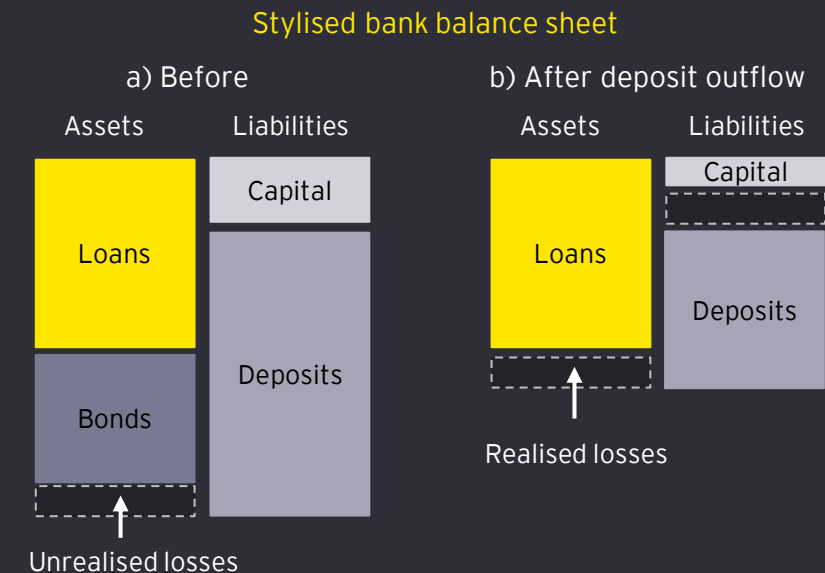 Stylised bank balance sheet
a) Before
Assets
Liabilities
Loans
Capital
Bonds
Deposits
Unrealised losses
b) After deposit outflow
Assets
Liabilities
Loans
Capital
Deposits
Realised losses